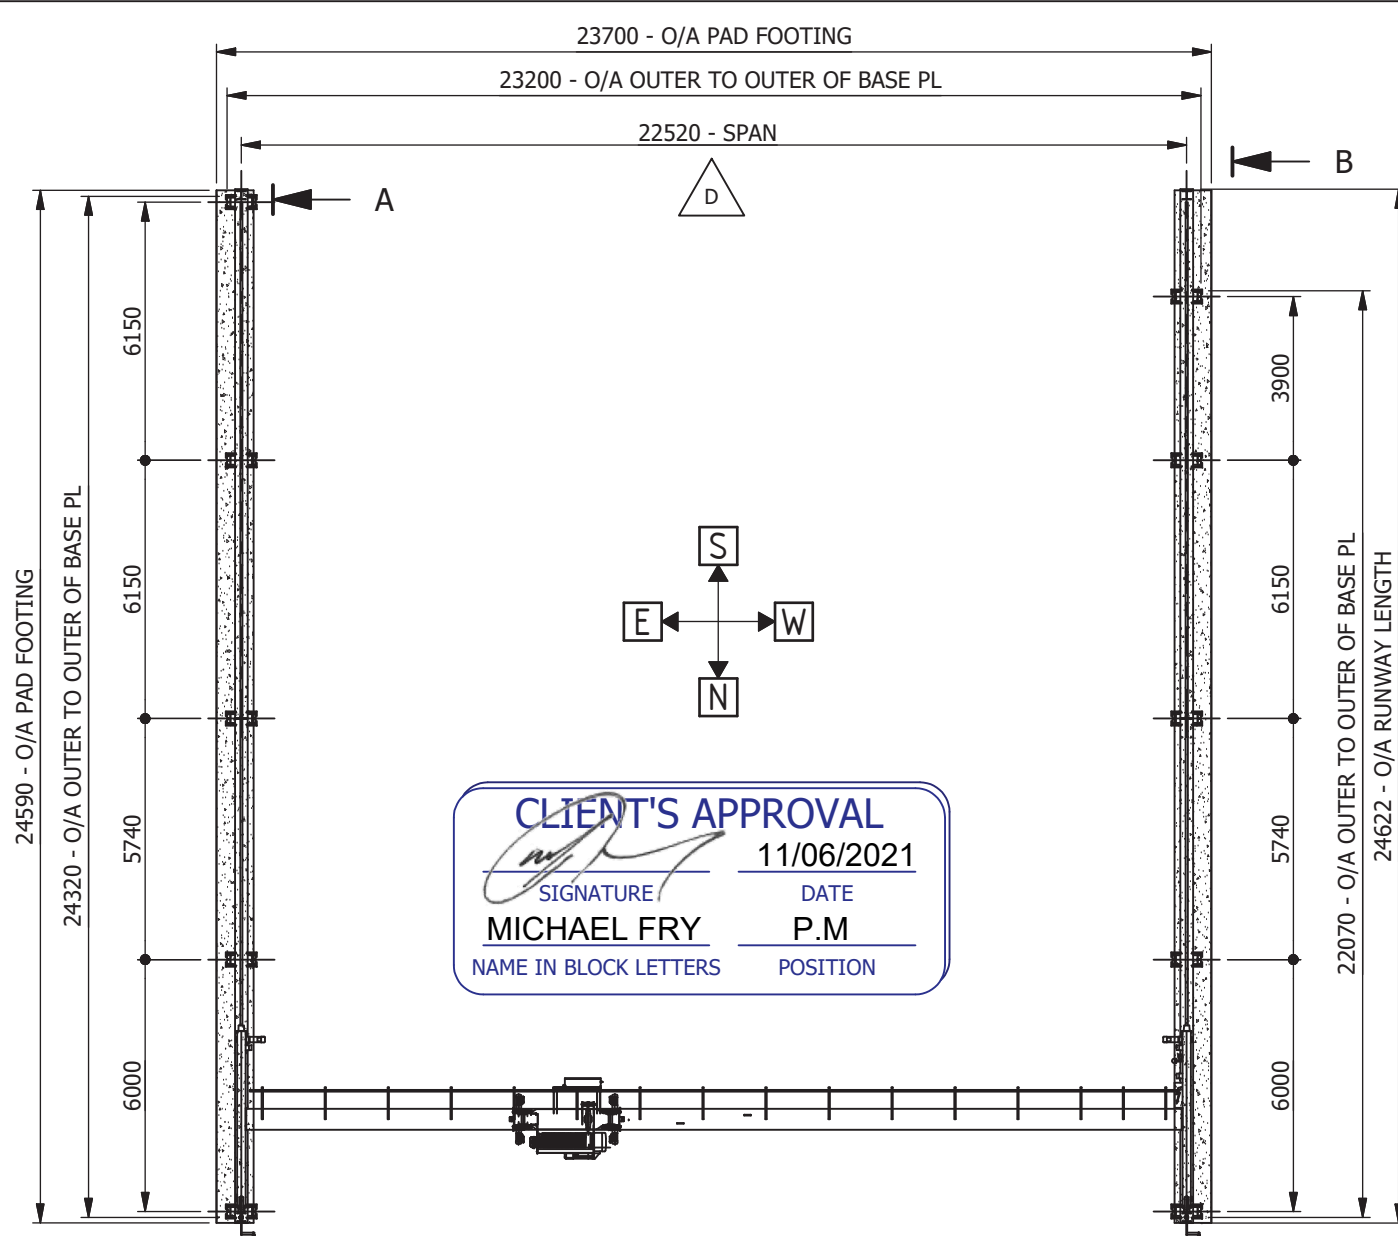 23700 - O/A PAD FOOTING
23200 - O/A OUTER TO OUTER OF BASE PL
22520 - SPAN
D
A
B
24590 - O/A PAD FOOTING
24320 - O/A OUTER TO OUTER OF BASE PL
6150
6150
5740
6000
S
E
W
N
3900
6150
5740
6000
22070 - O/A OUTER TO OUTER OF BASE PL
24622 - O/A RUNWAY LENGTH
CLIENT'S APPROVAL
11/06/2021
SIGNATURE DATE
MICHAEL FRY P.M
NAME IN BLOCK LETTERS POSITION